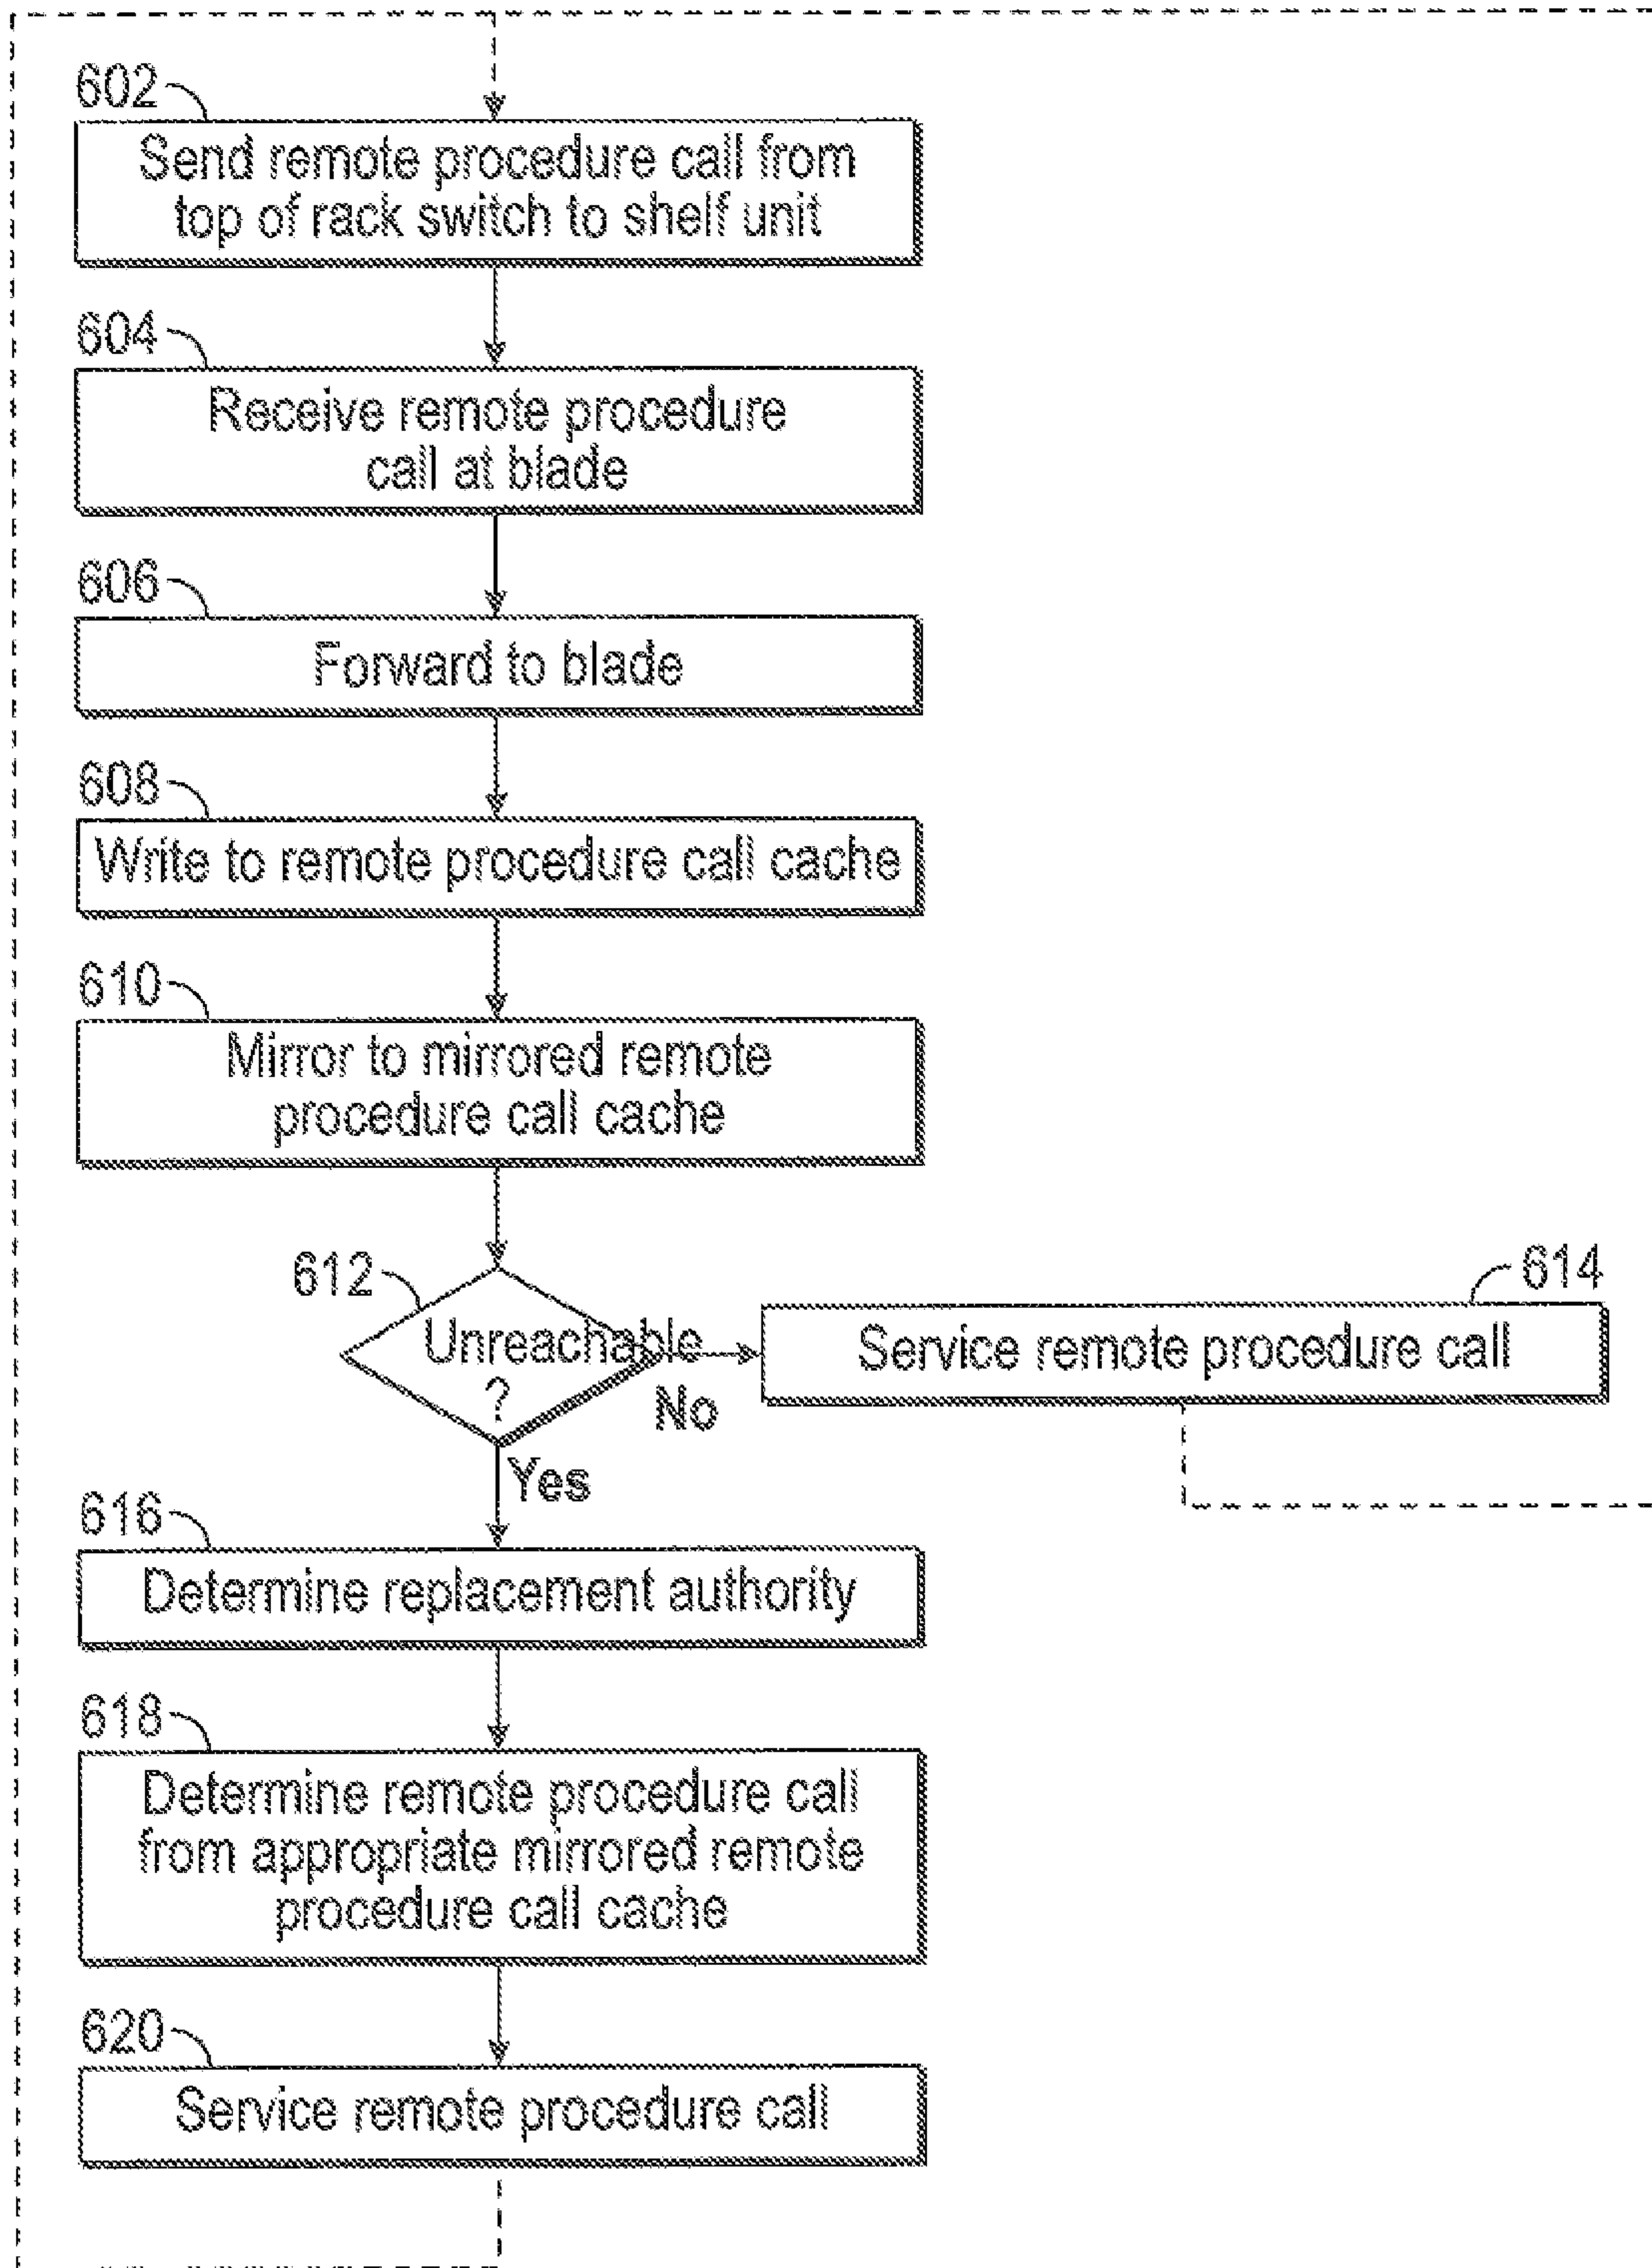 602
Send remote procedure call from
top of rack switch to shelf unit
604
Receive remote procedure
call at blade
606
Forward to blade
608
Write to remote procedure call cache
610
Mirror to mirrored remote
procedure call cache
612
Unreachable
?
No
Yes
614
Service remote procedure call
616
Determine replacement authority
618
Determine remote procedure call
from appropriate mirrored remote
procedure call cache
620
Service remote procedure call